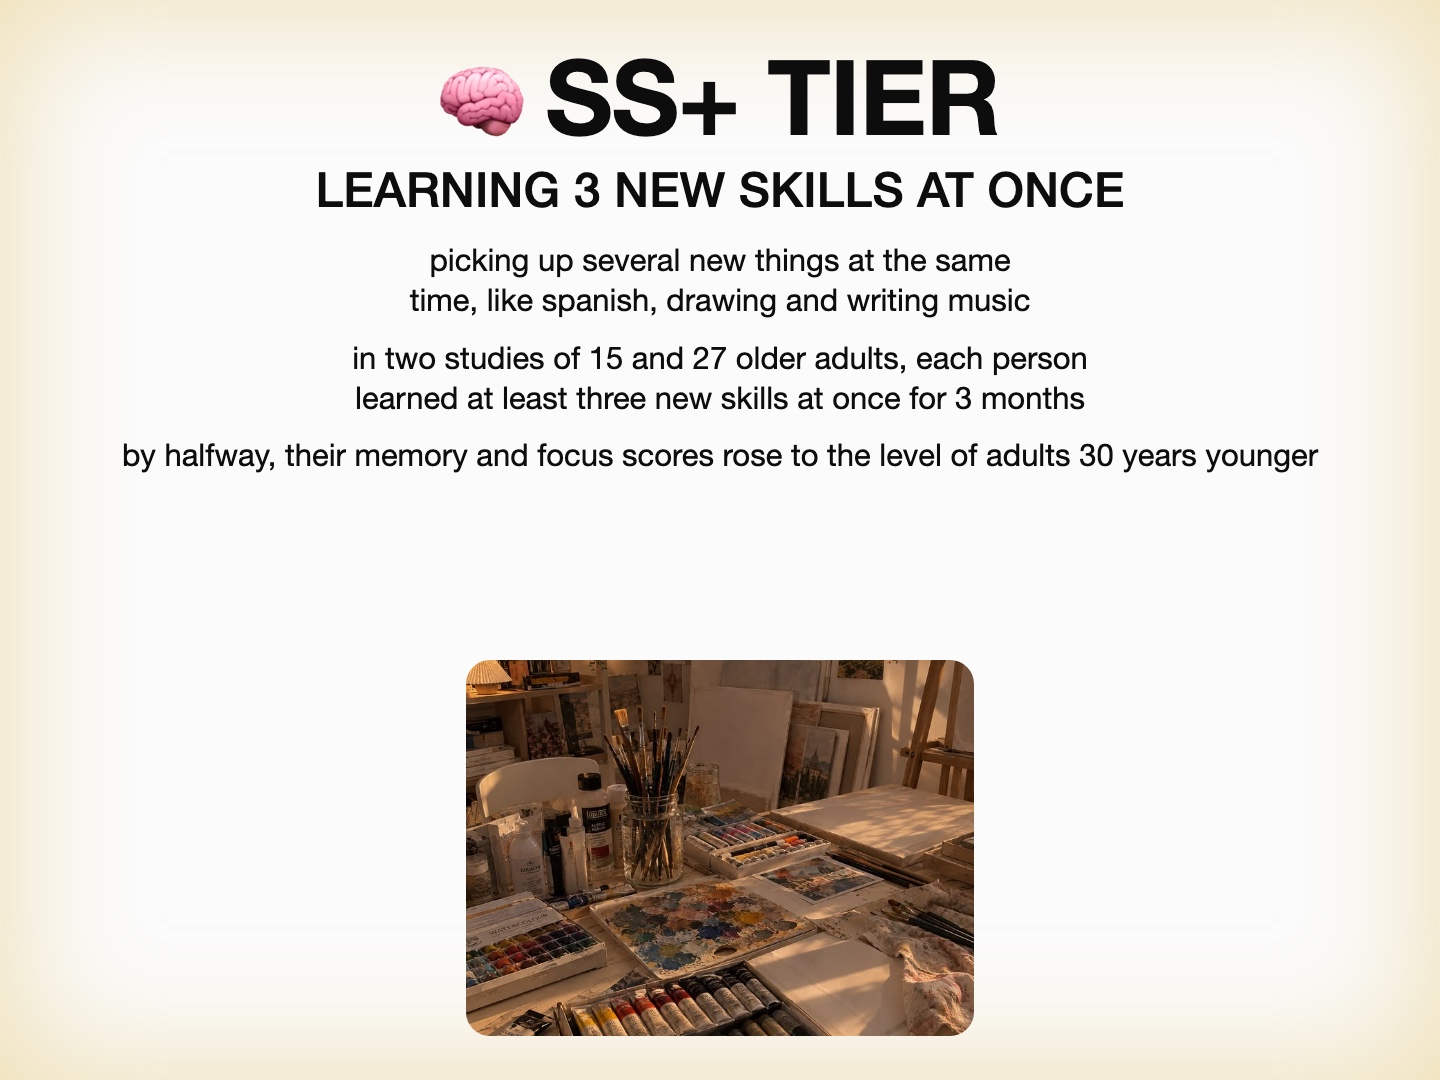 🧠 SS+ TIER
LEARNING 3 NEW SKILLS AT ONCE
picking up several new things at the same
time, like spanish, drawing and writing music
in two studies of 15 and 27 older adults, each person
learned at least three new skills at once for 3 months
by halfway, their memory and focus scores rose to the level of adults 30 years younger